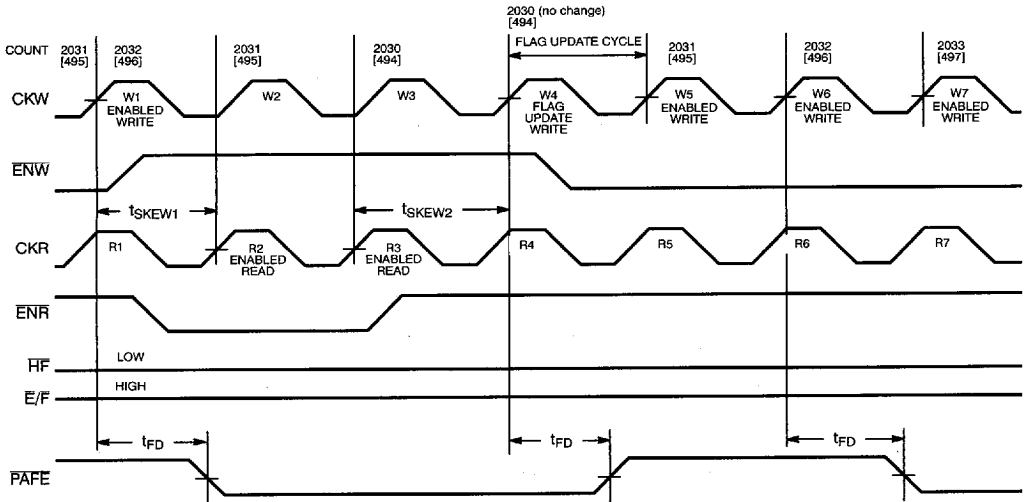 2030 (no change)
[494]
FLAG UPDATE CYCLE
COUNT
2031
[495]
2032
[496]
2031
[495]
2030
[494]
2031
[495]
2032
[496]
2033
[497]
CKW
W1
ENABLED
WRITE
W2
W3
W4
FLAG
UPDATE
WRITE
W5
ENABLED
WRITE
W6
ENABLED
WRITE
W7
ENABLED
WRITE
ENW
tSKEW1
tSKEW2
CKR
R1
R2
ENABLED
READ
R3
ENABLED
READ
R4
R5
R6
R7
ENR
HF
LOW
E/F
HIGH
tFD
tFD
tFD
PAFE